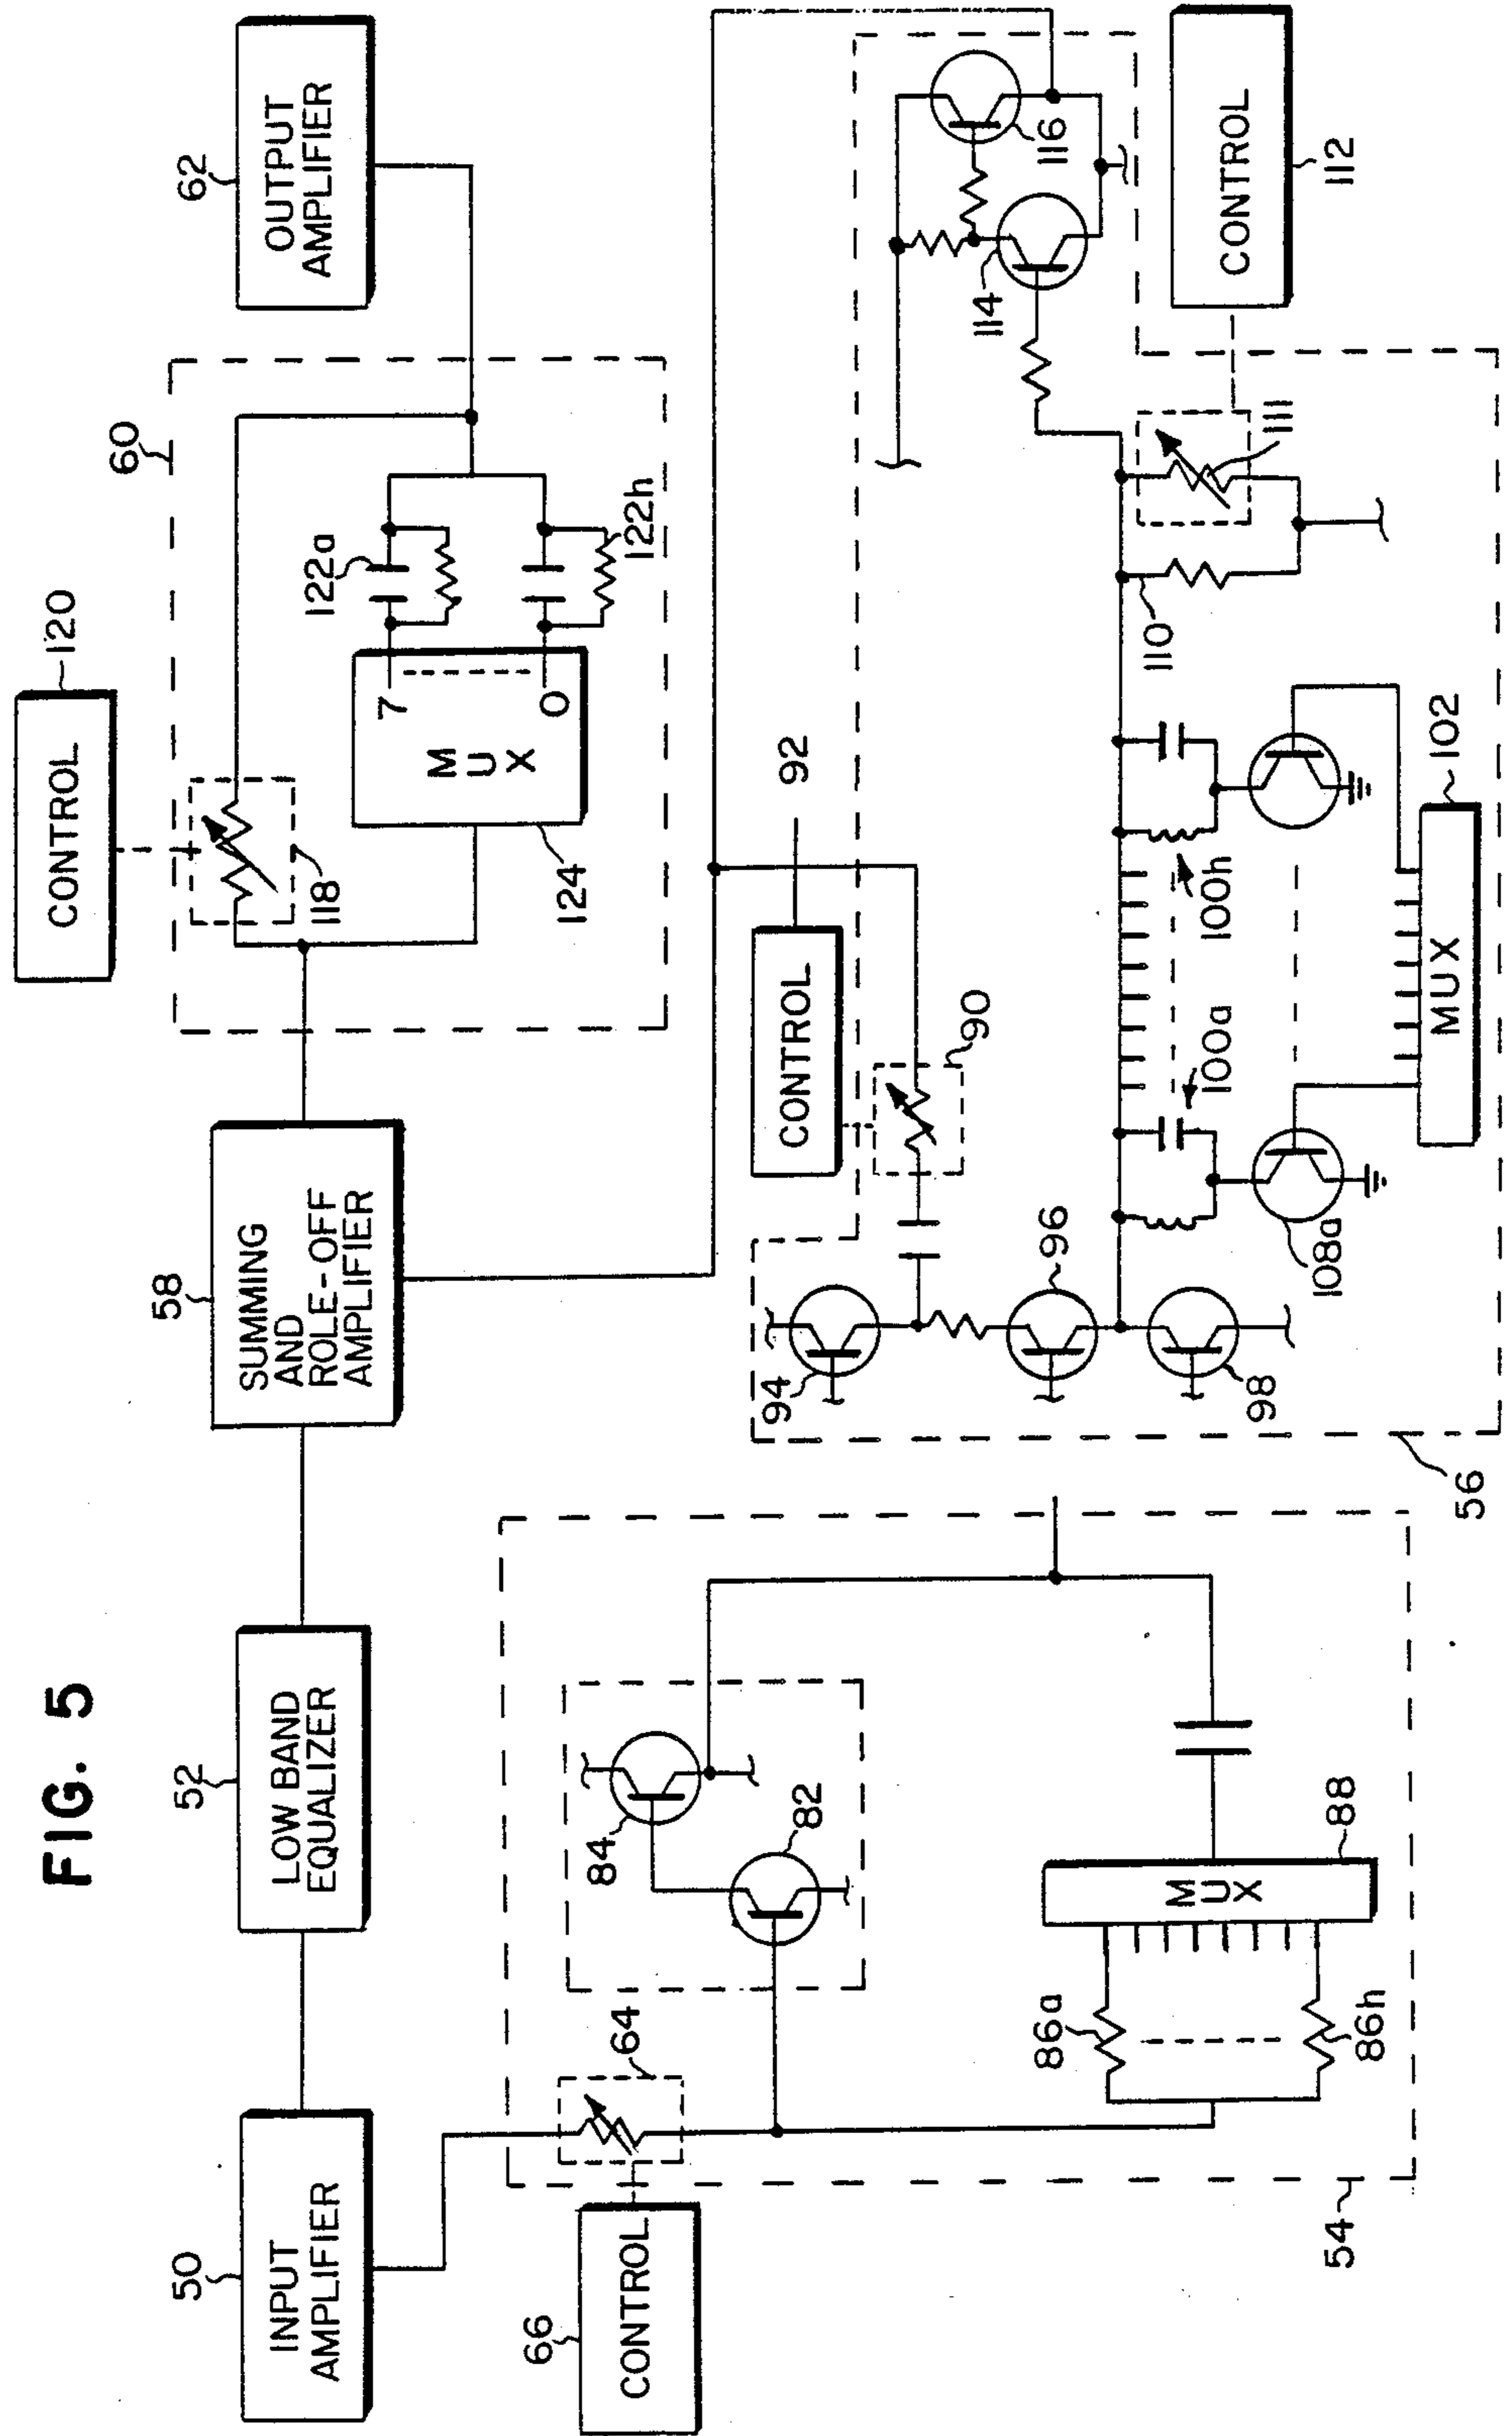 FIG. 5
50
INPUT
AMPLIFIER
52
LOW BAND
EQUALIZER
58
SUMMING
AND
ROLE-OFF
AMPLIFIER
120
CONTROL
60
118
MUX
7
0
124
122a
122h
62
OUTPUT
AMPLIFIER
66
CONTROL
64
84
82
86a
86h
MUX
88
54
CONTROL
92
90
94
96
98
100a
100h
108a
MUX
102
110
111
114
116
CONTROL
112
56